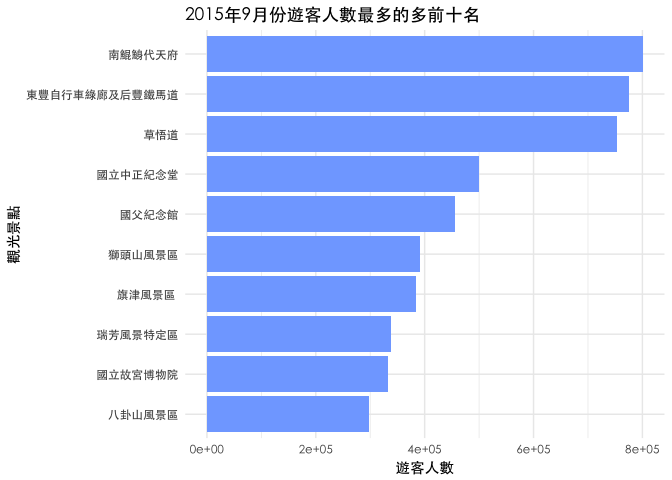 2015年9月份遊客人數最多的多前十名
南鯤鯓代天府
東豐自行車綠廊及后豐鐵馬道
草悟道
國立中正紀念堂
國父紀念館
獅頭山風景區
旗津風景區
瑞芳風景特定區
國立故宮博物院
八卦山風景區
觀光景點
0e+00 2e+05 4e+05 6e+05 8e+05
遊客人數